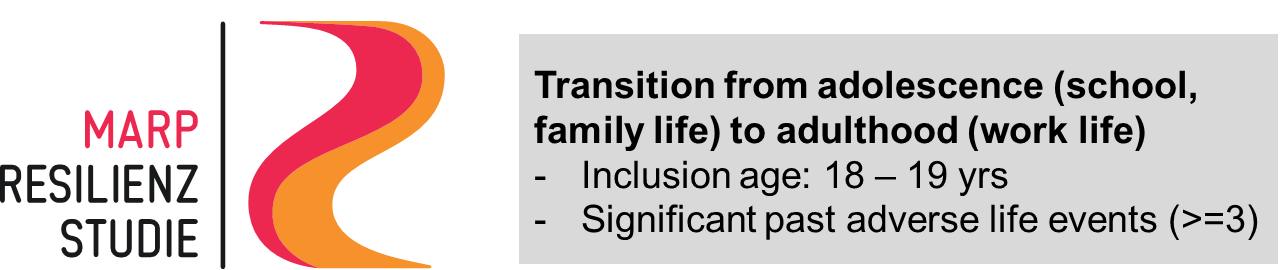 MARP
RESILIENZ
STUDIE
Transition from adolescence (school,
family life) to adulthood (work life)
- Inclusion age: 18 – 19 yrs
- Significant past adverse life events (>=3)